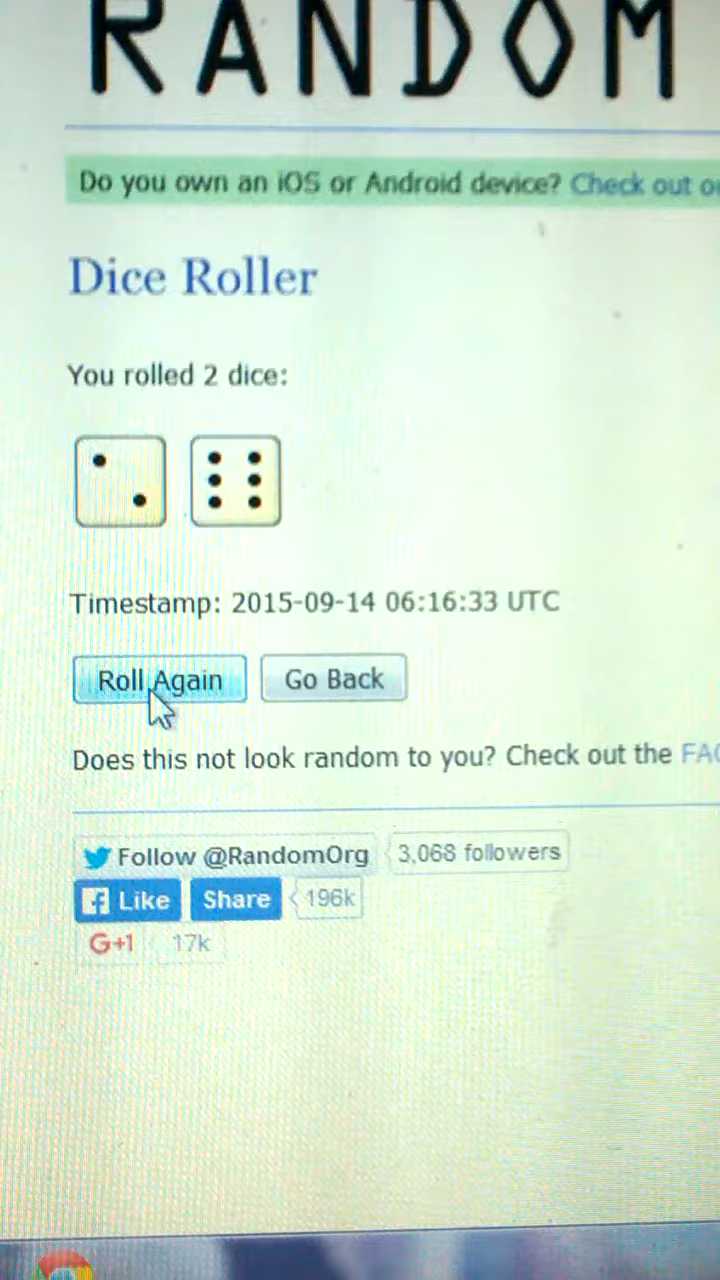 RANDOM
Do you own an iOS or Android device? Check out
Dice Roller
You rolled 2 dice:
Timestamp: 2015-09-14 06:16:33 UTC
Roll Again Go Back
Does this not look random to you? Check out the
Follow @RandomOrg 3,068 followers
Like Share 196k
G+1 17k